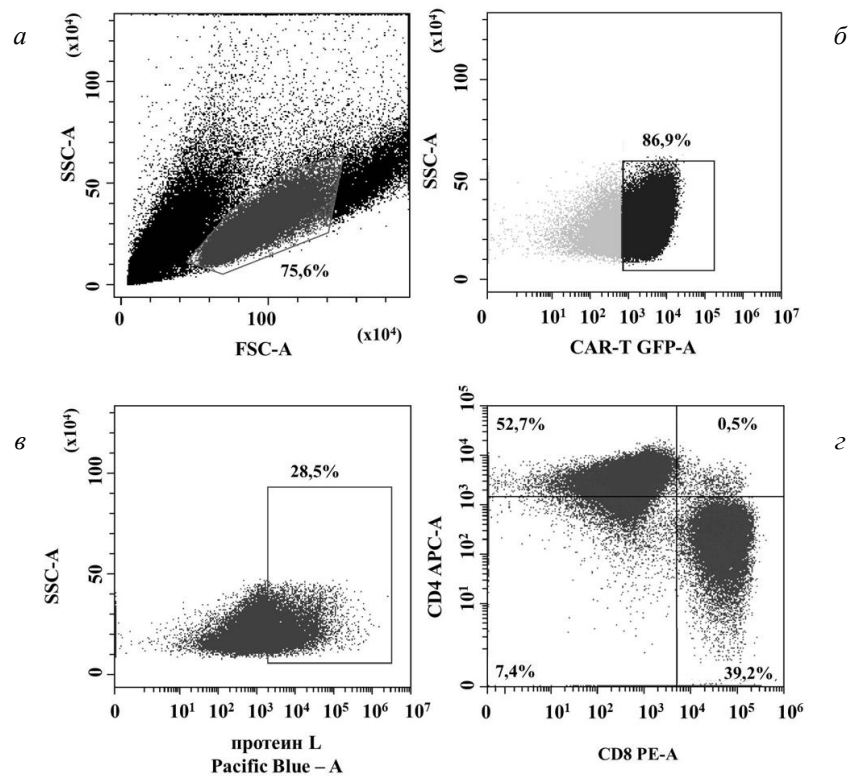 а
(x10⁴)
SSC-A
0 50 100
75,6%
0 100
(x10⁴)
FSC-A
б
(x10⁴)
SSC-A
0 50 100
86,9%
0 10¹ 10² 10³ 10⁴ 10⁵ 10⁶ 10⁷
CAR-T GFP-A
в
(x10⁴)
SSC-A
0 50 100
28,5%
0 10¹ 10² 10³ 10⁴ 10⁵ 10⁶ 10⁷
протеин L
Pacific Blue – A
г
CD4 APC-A
0 10¹ 10² 10³ 10⁴ 10⁵
52,7% 0,5%
7,4% 39,2%
0 10¹ 10² 10³ 10⁴ 10⁵ 10⁶
CD8 PE-A